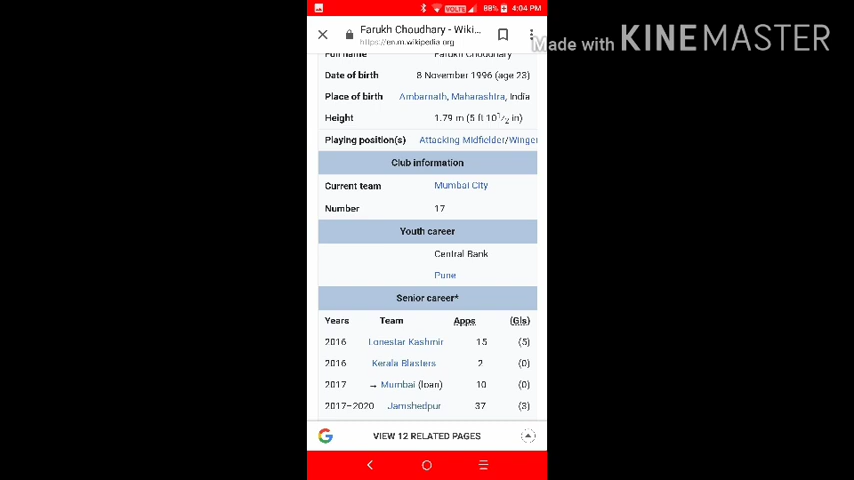 VOLTE 88% 4:04 PM
Farukh Choudhary - Wiki...
https://en.m.wikipedia.org
Made with KINEMASTER
Full name Farukh Choudhary
Date of birth 8 November 1996 (age 23)
Place of birth Ambarnath, Maharashtra, India
Height 1.79 m (5 ft 10 1/2 in)
Playing position(s) Attacking Midfielder/Winger
Club information
Current team Mumbai City
Number 17
Youth career
Central Bank
Pune
Senior career*
Years Team Apps (Gls)
2016 Lonestar Kashmir 15 (5)
2016 Kerala Blasters 2 (0)
2017 → Mumbai (loan) 10 (0)
2017–2020 Jamshedpur 37 (3)
VIEW 12 RELATED PAGES